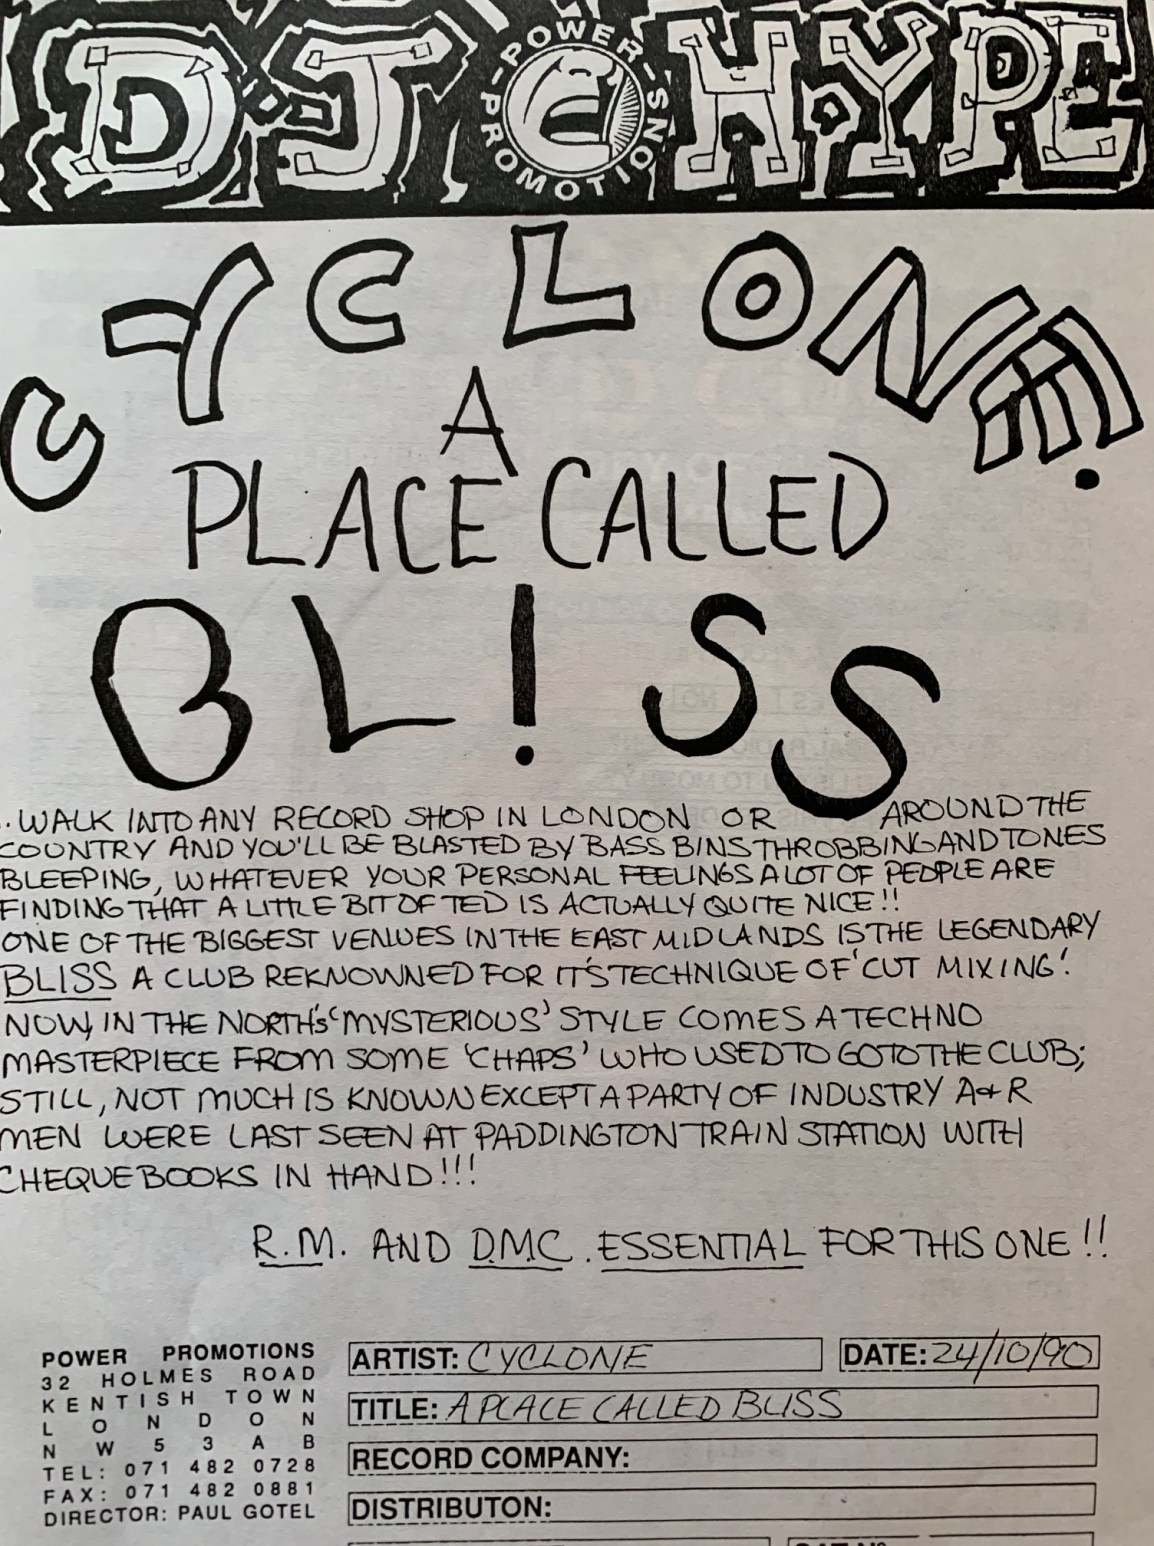 DJ HYPE
POWER PROMOTIONS
CYCLONE.
A
PLACE CALLED
BL!SS
..WALK INTO ANY RECORD SHOP IN LONDON OR AROUND THE
COUNTRY AND YOU'LL BE BLASTED BY BASS BINS THROBBING AND TONES
BLEEPING, WHATEVER YOUR PERSONAL FEELINGS A LOT OF PEOPLE ARE
FINDING THAT A LITTLE BIT OF TED IS ACTUALLY QUITE NICE!!
ONE OF THE BIGGEST VENUES IN THE EAST MIDLANDS IS THE LEGENDARY
BLISS A CLUB REKNOWNED FOR IT'S TECHNIQUE OF 'CUT MIXING'.
NOW, IN THE NORTH'S 'MYSTERIOUS' STYLE COMES A TECHNO
MASTERPIECE FROM SOME 'CHAPS' WHO USED TO GO TO THE CLUB;
STILL, NOT MUCH IS KNOWN EXCEPT A PARTY OF INDUSTRY A&R
MEN WERE LAST SEEN AT PADDINGTON TRAIN STATION WITH
CHEQUE BOOKS IN HAND!!!
R.M. AND D.M.C. ESSENTIAL FOR THIS ONE!!
POWER PROMOTIONS
32 HOLMES ROAD
KENTISH TOWN
LONDON
NW5 3AB
TEL: 071 482 0728
FAX: 071 482 0881
DIRECTOR: PAUL GOTEL
ARTIST: CYCLONE
DATE: 24/10/90
TITLE: A PLACE CALLED BLISS
RECORD COMPANY:
DISTRIBUTON: